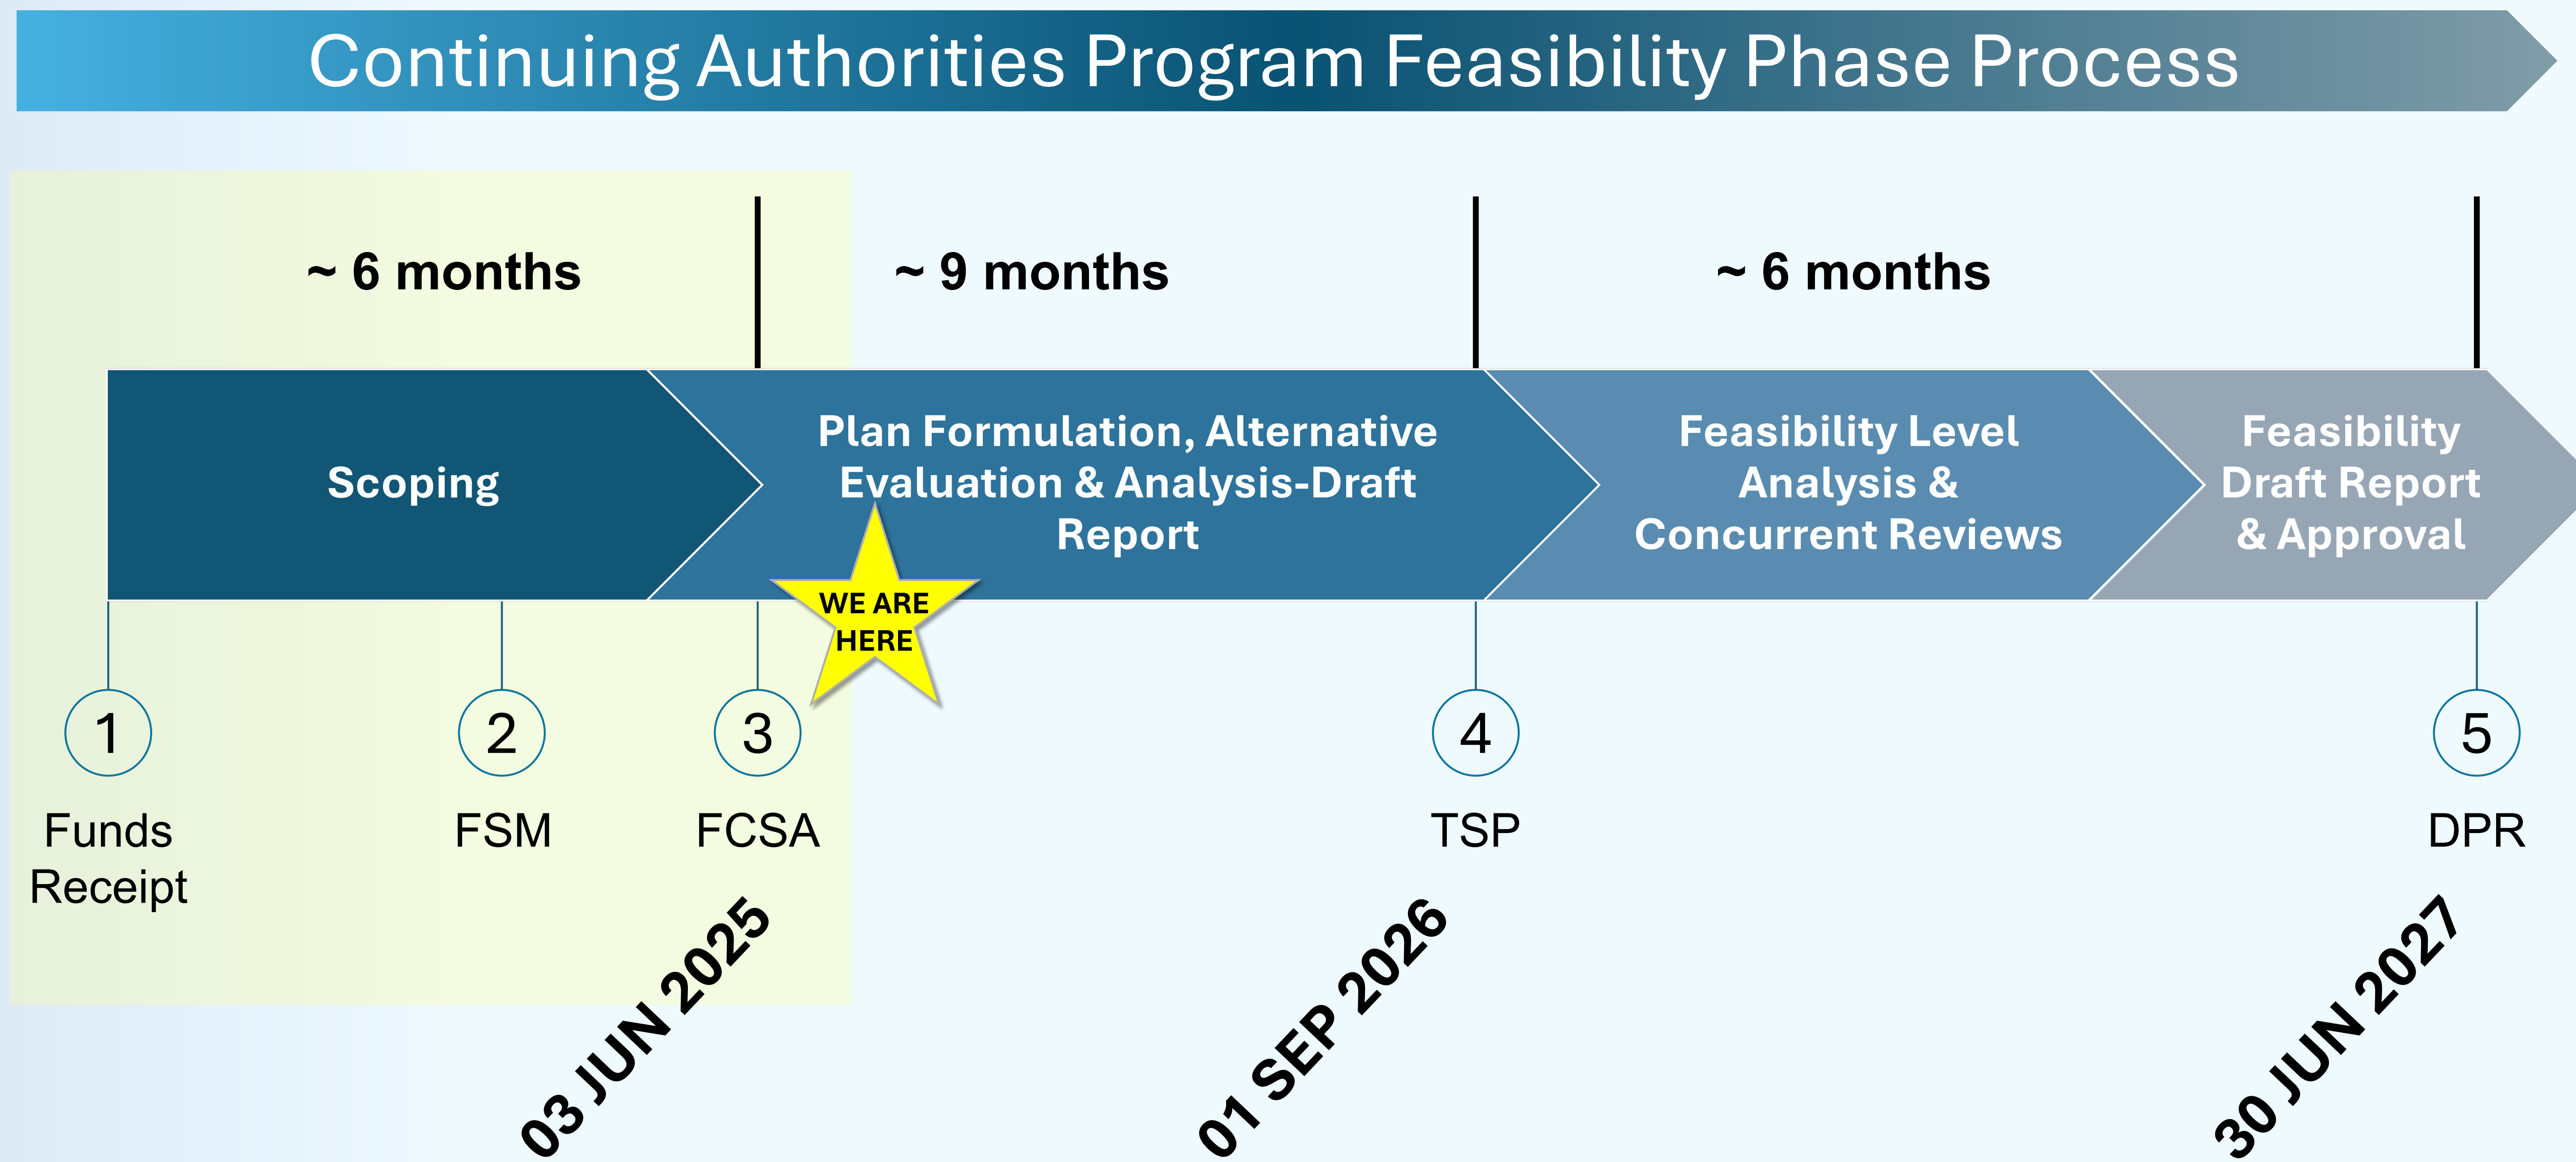 Continuing Authorities Program Feasibility Phase Process
~ 6 months
~ 9 months
~ 6 months
Scoping
Plan Formulation, Alternative
Evaluation & Analysis-Draft
Report
Feasibility Level
Analysis &
Concurrent Reviews
Feasibility
Draft Report
& Approval
WE ARE
HERE
1
Funds
Receipt
2
FSM
3
FCSA
03 JUN 2025
4
TSP
01 SEP 2026
5
DPR
30 JUN 2027